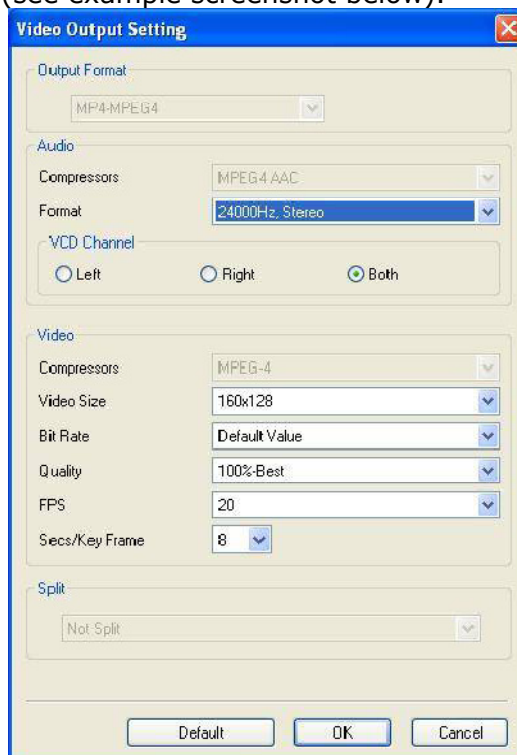 (see example screenshot below).
Video Output Setting
Output Format
MP4-MPEG4
Audio
Compressors MPEG4 AAC
Format 24000Hz, Stereo
VCD Channel
Left Right Both
Video
Compressors MPEG-4
Video Size 160x128
Bit Rate Default Value
Quality 100%-Best
FPS 20
Secs/Key Frame 8
Split
Not Split
Default OK Cancel